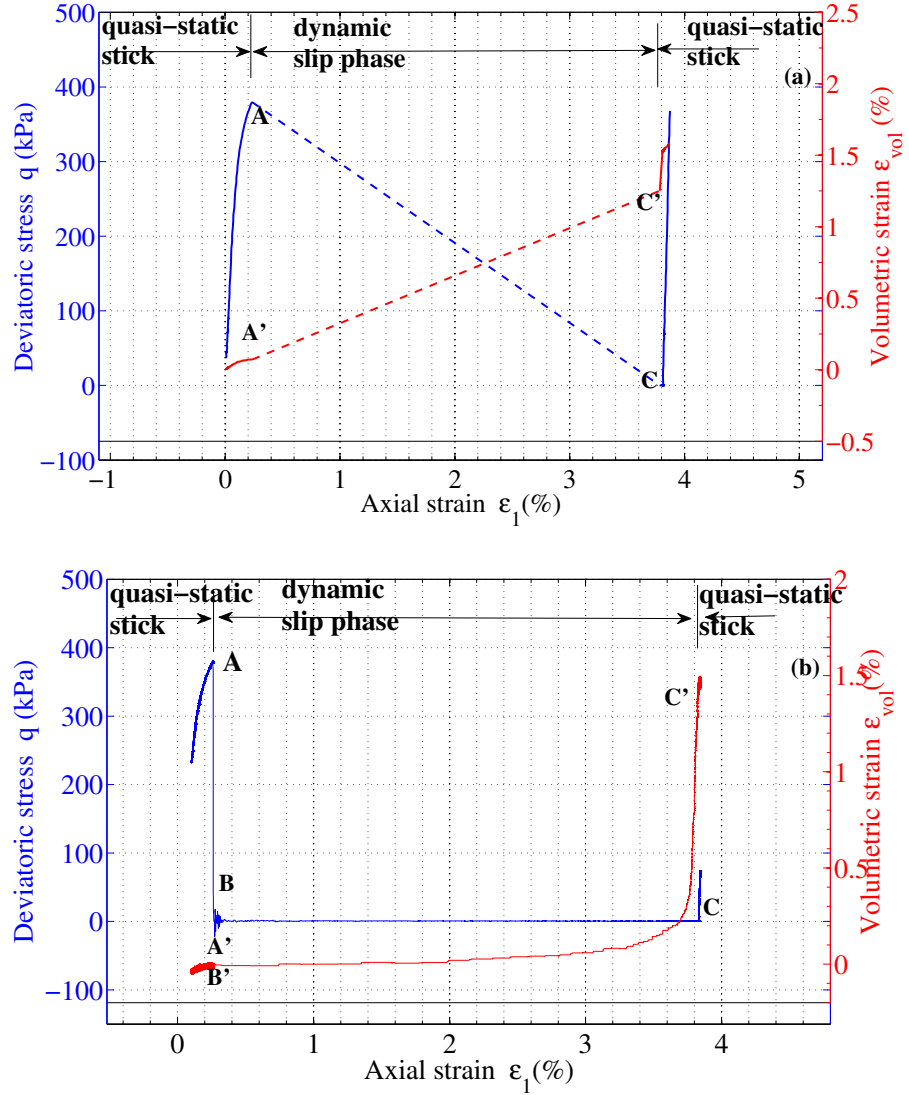 500
400
300
200
100
0
−100
Deviatoric stress q (kPa)
quasi−static
stick
dynamic
slip phase
quasi−static
stick
(a)
A
A'
C'
C
2.5
2
1.5
1
0.5
0
−0.5
Volumetric strain ε_vol (%)
−1 0 1 2 3 4 5
Axial strain ε_1(%)
500
400
300
200
100
0
−100
Deviatoric stress q (kPa)
quasi−static
stick
dynamic
slip phase
quasi−static
stick
(b)
A
B
A'
B'
C'
C
2
1.5
1
0.5
0
Volumetric strain ε_vol(%)
0 1 2 3 4
Axial strain ε_1(%)